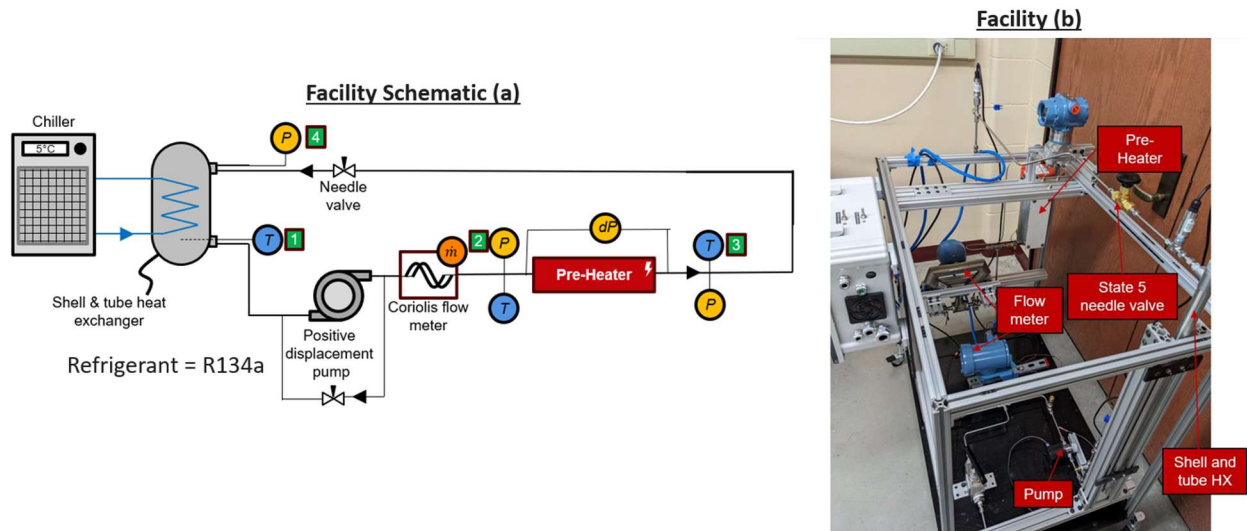 Facility Schematic (a)
Chiller
5°C
P
4
Needle
valve
T
1
Shell & tube heat
exchanger
Refrigerant = R134a
Positive
displacement
pump
ṁ
Coriolis flow
meter
2
P
T
dP
Pre-Heater
T
3
P
Facility (b)
Pre-
Heater
State 5
needle valve
Flow
meter
Shell and
tube HX
Pump